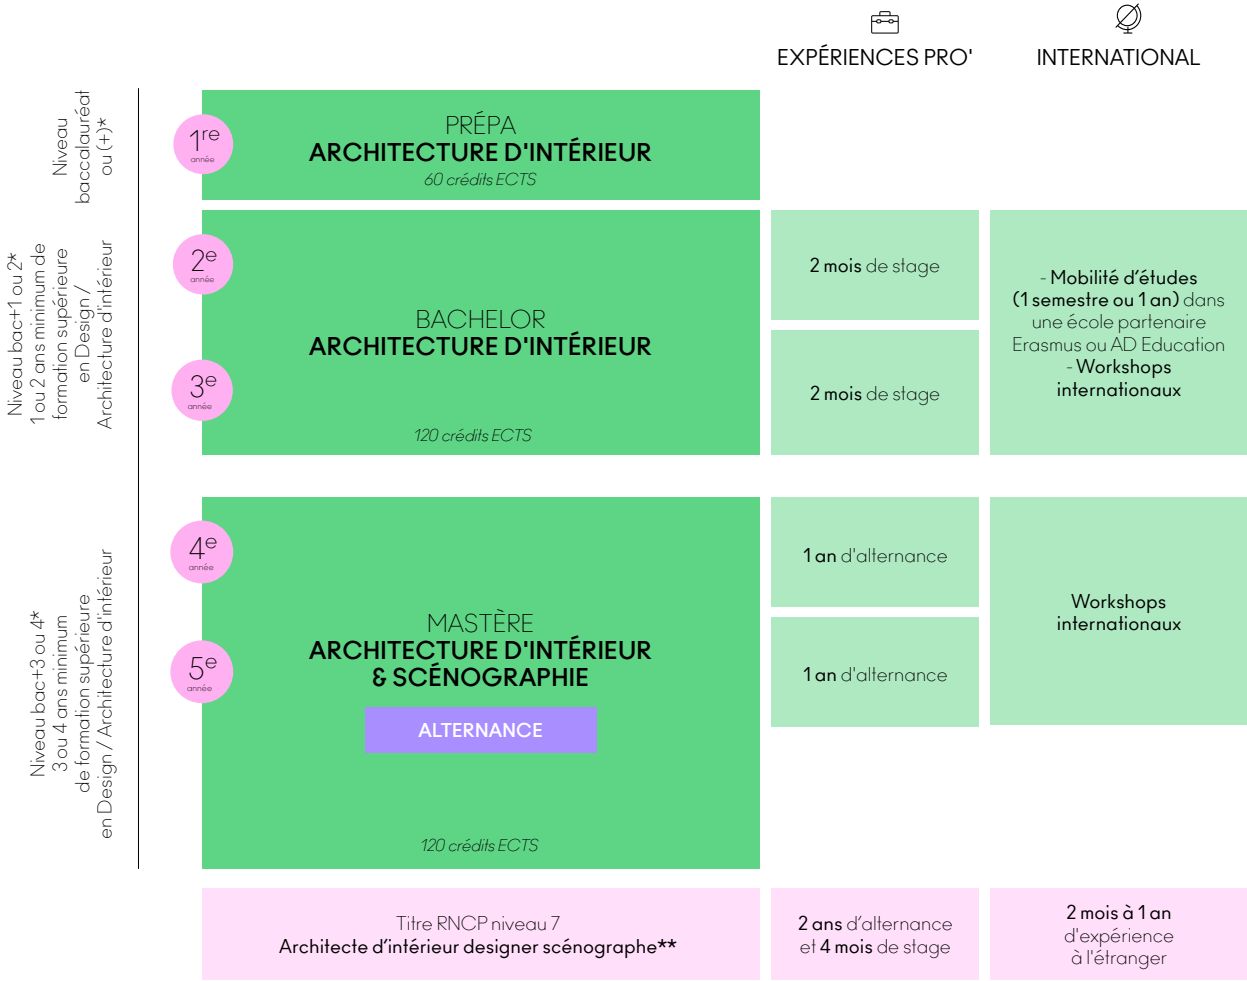 EXPÉRIENCES PRO'
INTERNATIONAL
Niveau
baccalauréat
ou (+)*
1re
année
PRÉPA
ARCHITECTURE D'INTÉRIEUR
60 crédits ECTS
Niveau bac+1 ou 2*
1 ou 2 ans minimum de
formation supérieure
en Design /
Architecture d'intérieur
2e
année
3e
année
BACHELOR
ARCHITECTURE D'INTÉRIEUR
120 crédits ECTS
2 mois de stage
2 mois de stage
- Mobilité d’études
(1 semestre ou 1 an) dans
une école partenaire
Erasmus ou AD Education
- Workshops
internationaux
Niveau bac+3 ou 4*
3 ou 4 ans minimum
de formation supérieure
en Design / Architecture d'intérieur
4e
année
5e
année
MASTÈRE
ARCHITECTURE D'INTÉRIEUR
& SCÉNOGRAPHIE
ALTERNANCE
120 crédits ECTS
1 an d'alternance
1 an d'alternance
Workshops
internationaux
Titre RNCP niveau 7
Architecte d’intérieur designer scénographe**
2 ans d’alternance
et 4 mois de stage
2 mois à 1 an
d'expérience
à l'étranger